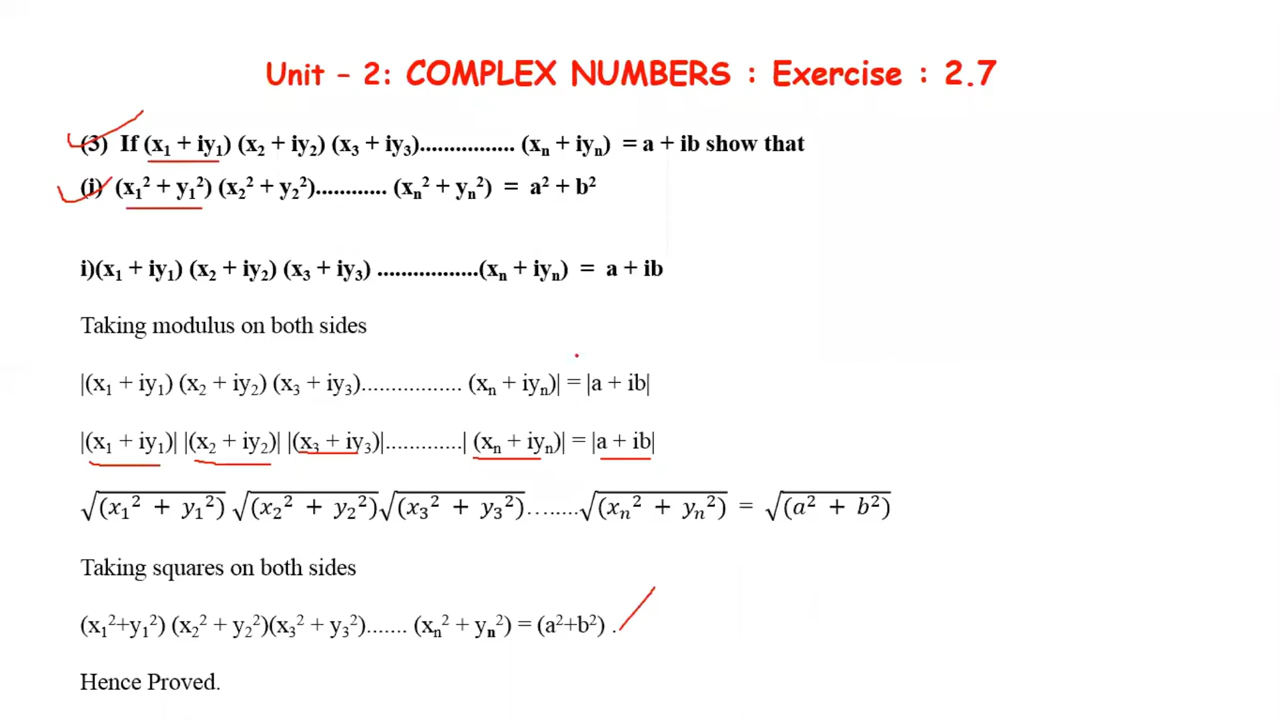 Unit - 2: COMPLEX NUMBERS : Exercise : 2.7
(3) If (x₁ + iy₁) (x₂ + iy₂) (x₃ + iy₃)................ (xₙ + iyₙ) = a + ib show that
(i) (x₁² + y₁²) (x₂² + y₂²)............ (xₙ² + yₙ²) = a² + b²
i)(x₁ + iy₁) (x₂ + iy₂) (x₃ + iy₃) .................(xₙ + iyₙ) = a + ib
Taking modulus on both sides
|(x₁ + iy₁) (x₂ + iy₂) (x₃ + iy₃)................. (xₙ + iyₙ)| = |a + ib|
|(x₁ + iy₁)| |(x₂ + iy₂)| |(x₃ + iy₃)|.............| (xₙ + iyₙ)| = |a + ib|
√(x₁² + y₁²) √(x₂² + y₂²)√(x₃² + y₃²)………√(xₙ² + yₙ²) = √(a² + b²)
Taking squares on both sides
(x₁²+y₁²) (x₂² + y₂²)(x₃² + y₃²)....... (xₙ² + yₙ²) = (a²+b²) .
Hence Proved.